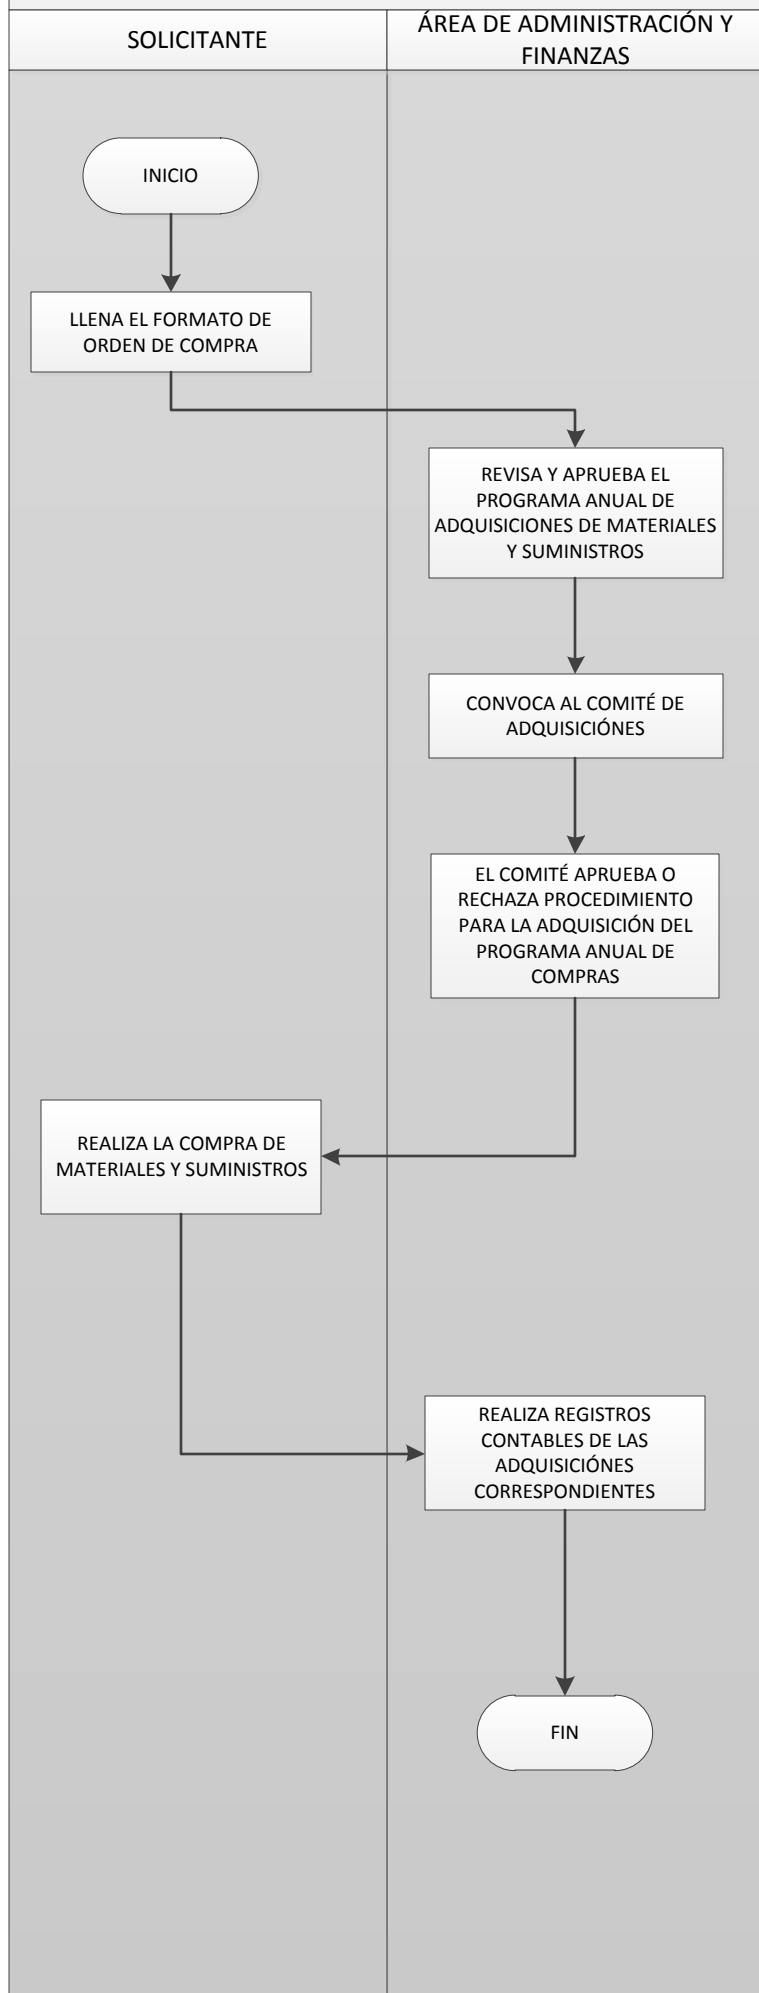 SOLICITANTE
ÁREA DE ADMINISTRACIÓN Y
FINANZAS
INICIO
LLENA EL FORMATO DE
ORDEN DE COMPRA
REVISA Y APRUEBA EL
PROGRAMA ANUAL DE
ADQUISICIONES DE MATERIALES
Y SUMINISTROS
CONVOCA AL COMITÉ DE
ADQUISICIÓNES
EL COMITÉ APRUEBA O
RECHAZA PROCEDIMIENTO
PARA LA ADQUISICIÓN DEL
PROGRAMA ANUAL DE
COMPRAS
REALIZA LA COMPRA DE
MATERIALES Y SUMINISTROS
REALIZA REGISTROS
CONTABLES DE LAS
ADQUISICIÓNES
CORRESPONDIENTES
FIN